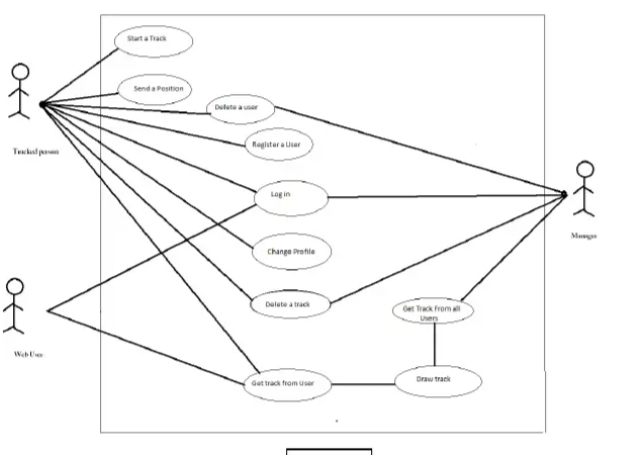 Start a Track
Send a Position
Delete a user
Register a User
Tracked person
Log in
Manager
Change Profile
Delete a track
Get Track From all
Users
Web User
Get track from User
Draw track